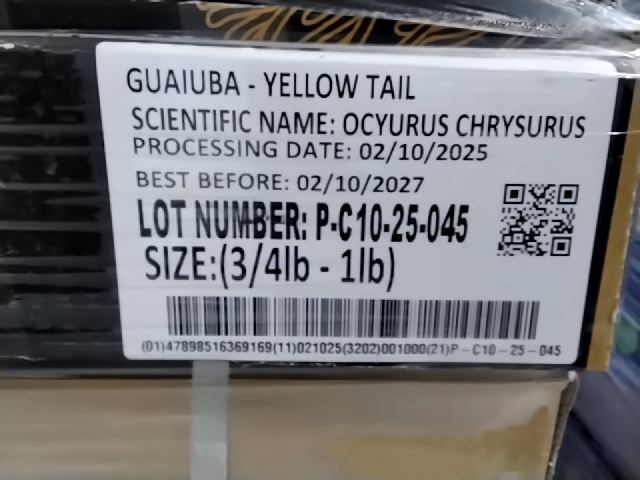 GUAIUBA - YELLOW TAIL
SCIENTIFIC NAME: OCYURUS CHRYSURUS
PROCESSING DATE: 02/10/2025
BEST BEFORE: 02/10/2027
LOT NUMBER: P-C10-25-045
SIZE:(3/4lb - 1lb)
(01)47898516369169(11)021025(3202)001000(21)P-C10-25-045